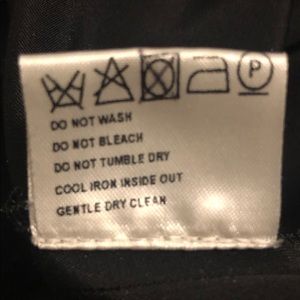 P
DO NOT WASH
DO NOT BLEACH
DO NOT TUMBLE DRY
COOL IRON INSIDE OUT
GENTLE DRY CLEAN